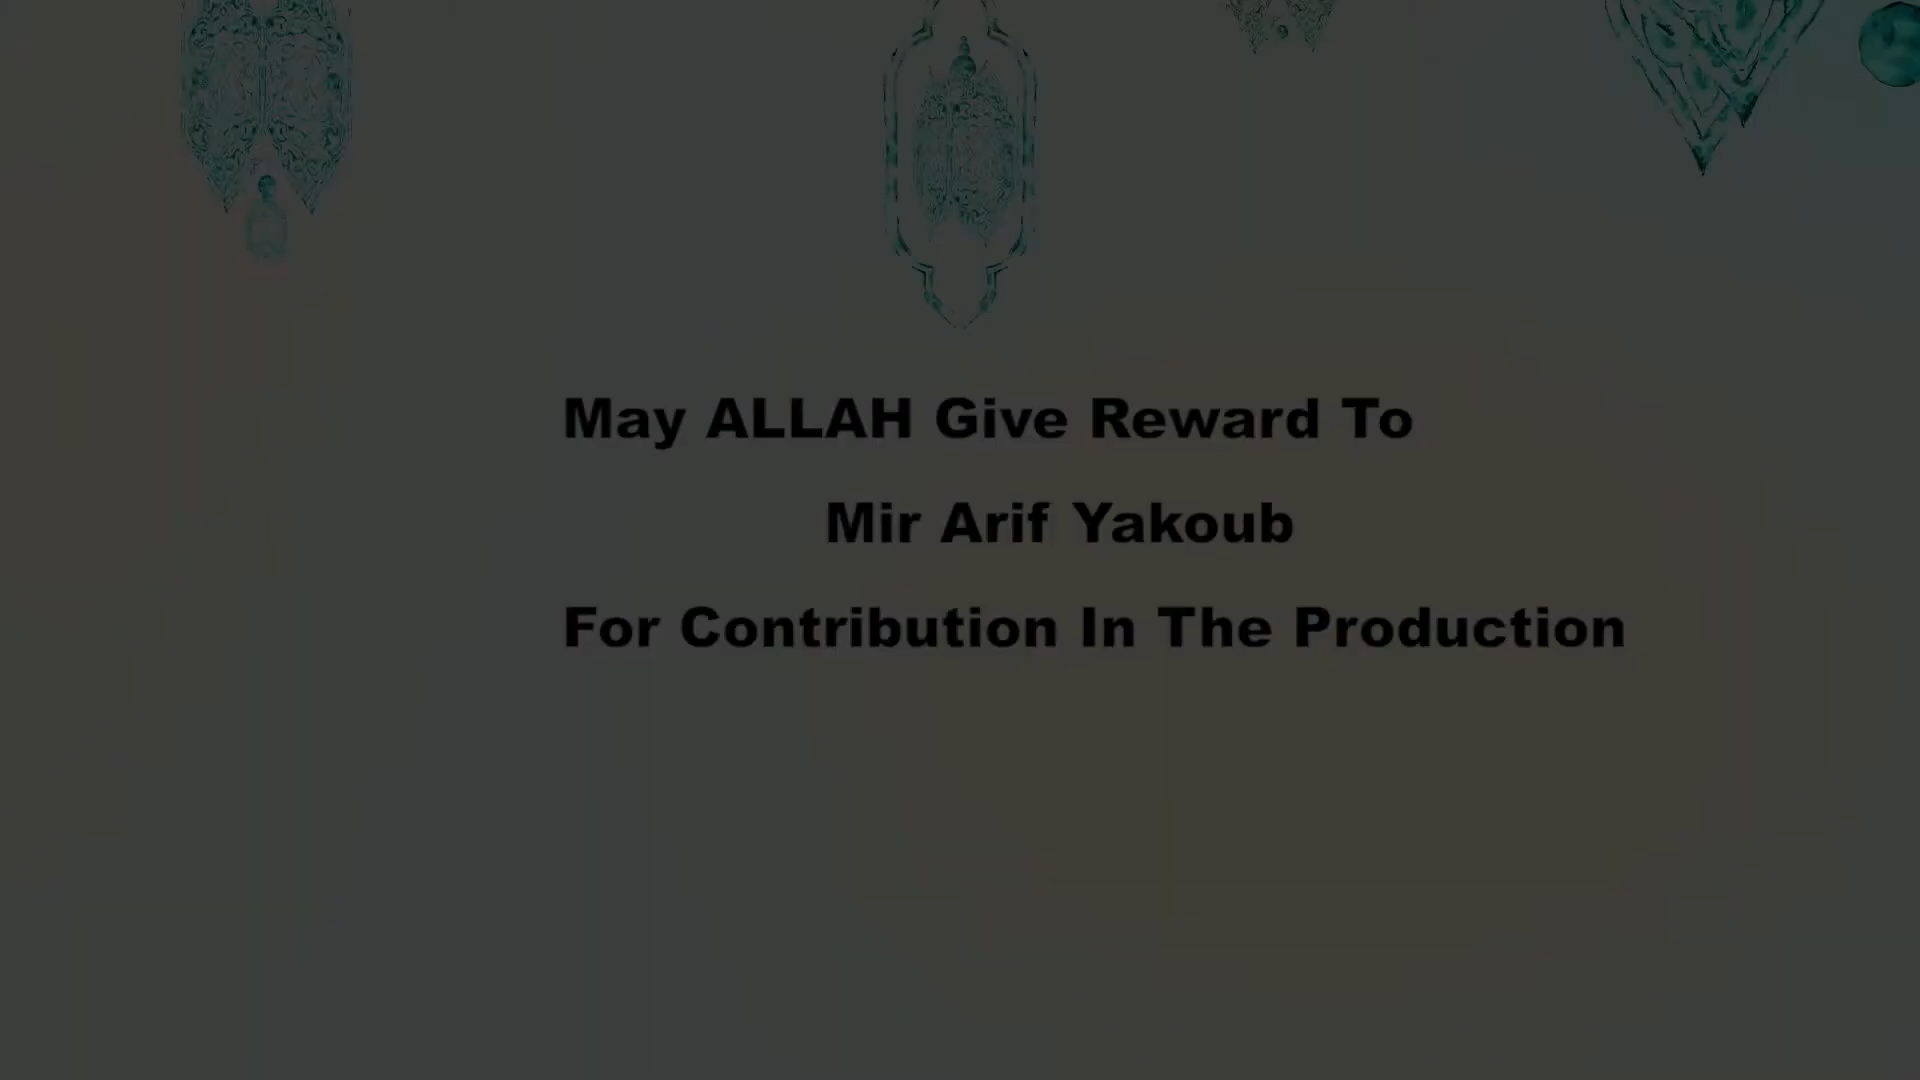 May ALLAH Give Reward To
Mir Arif Yakoub
For Contribution In The Production